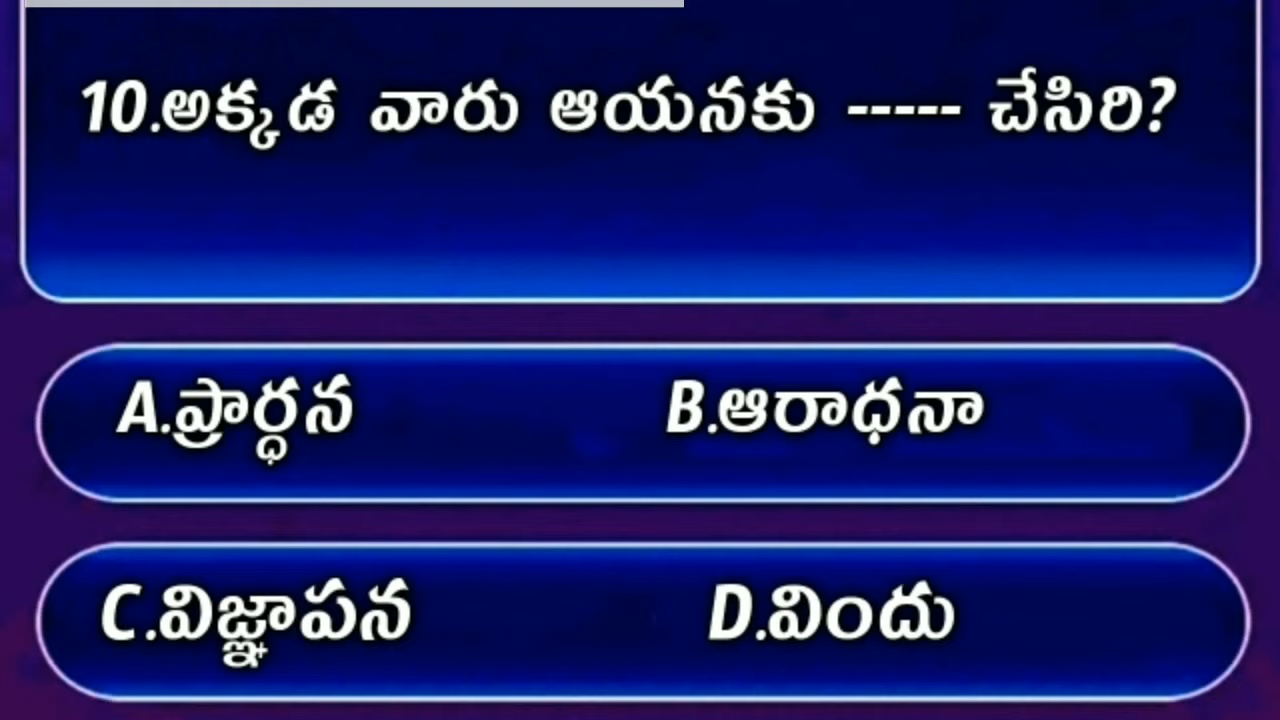 10.అక్కడ వారు ఆయనకు ----- చేసిరి?
A.ప్రార్ధన B.ఆరాధనా
C.విజ్ఞాపన D.విందు